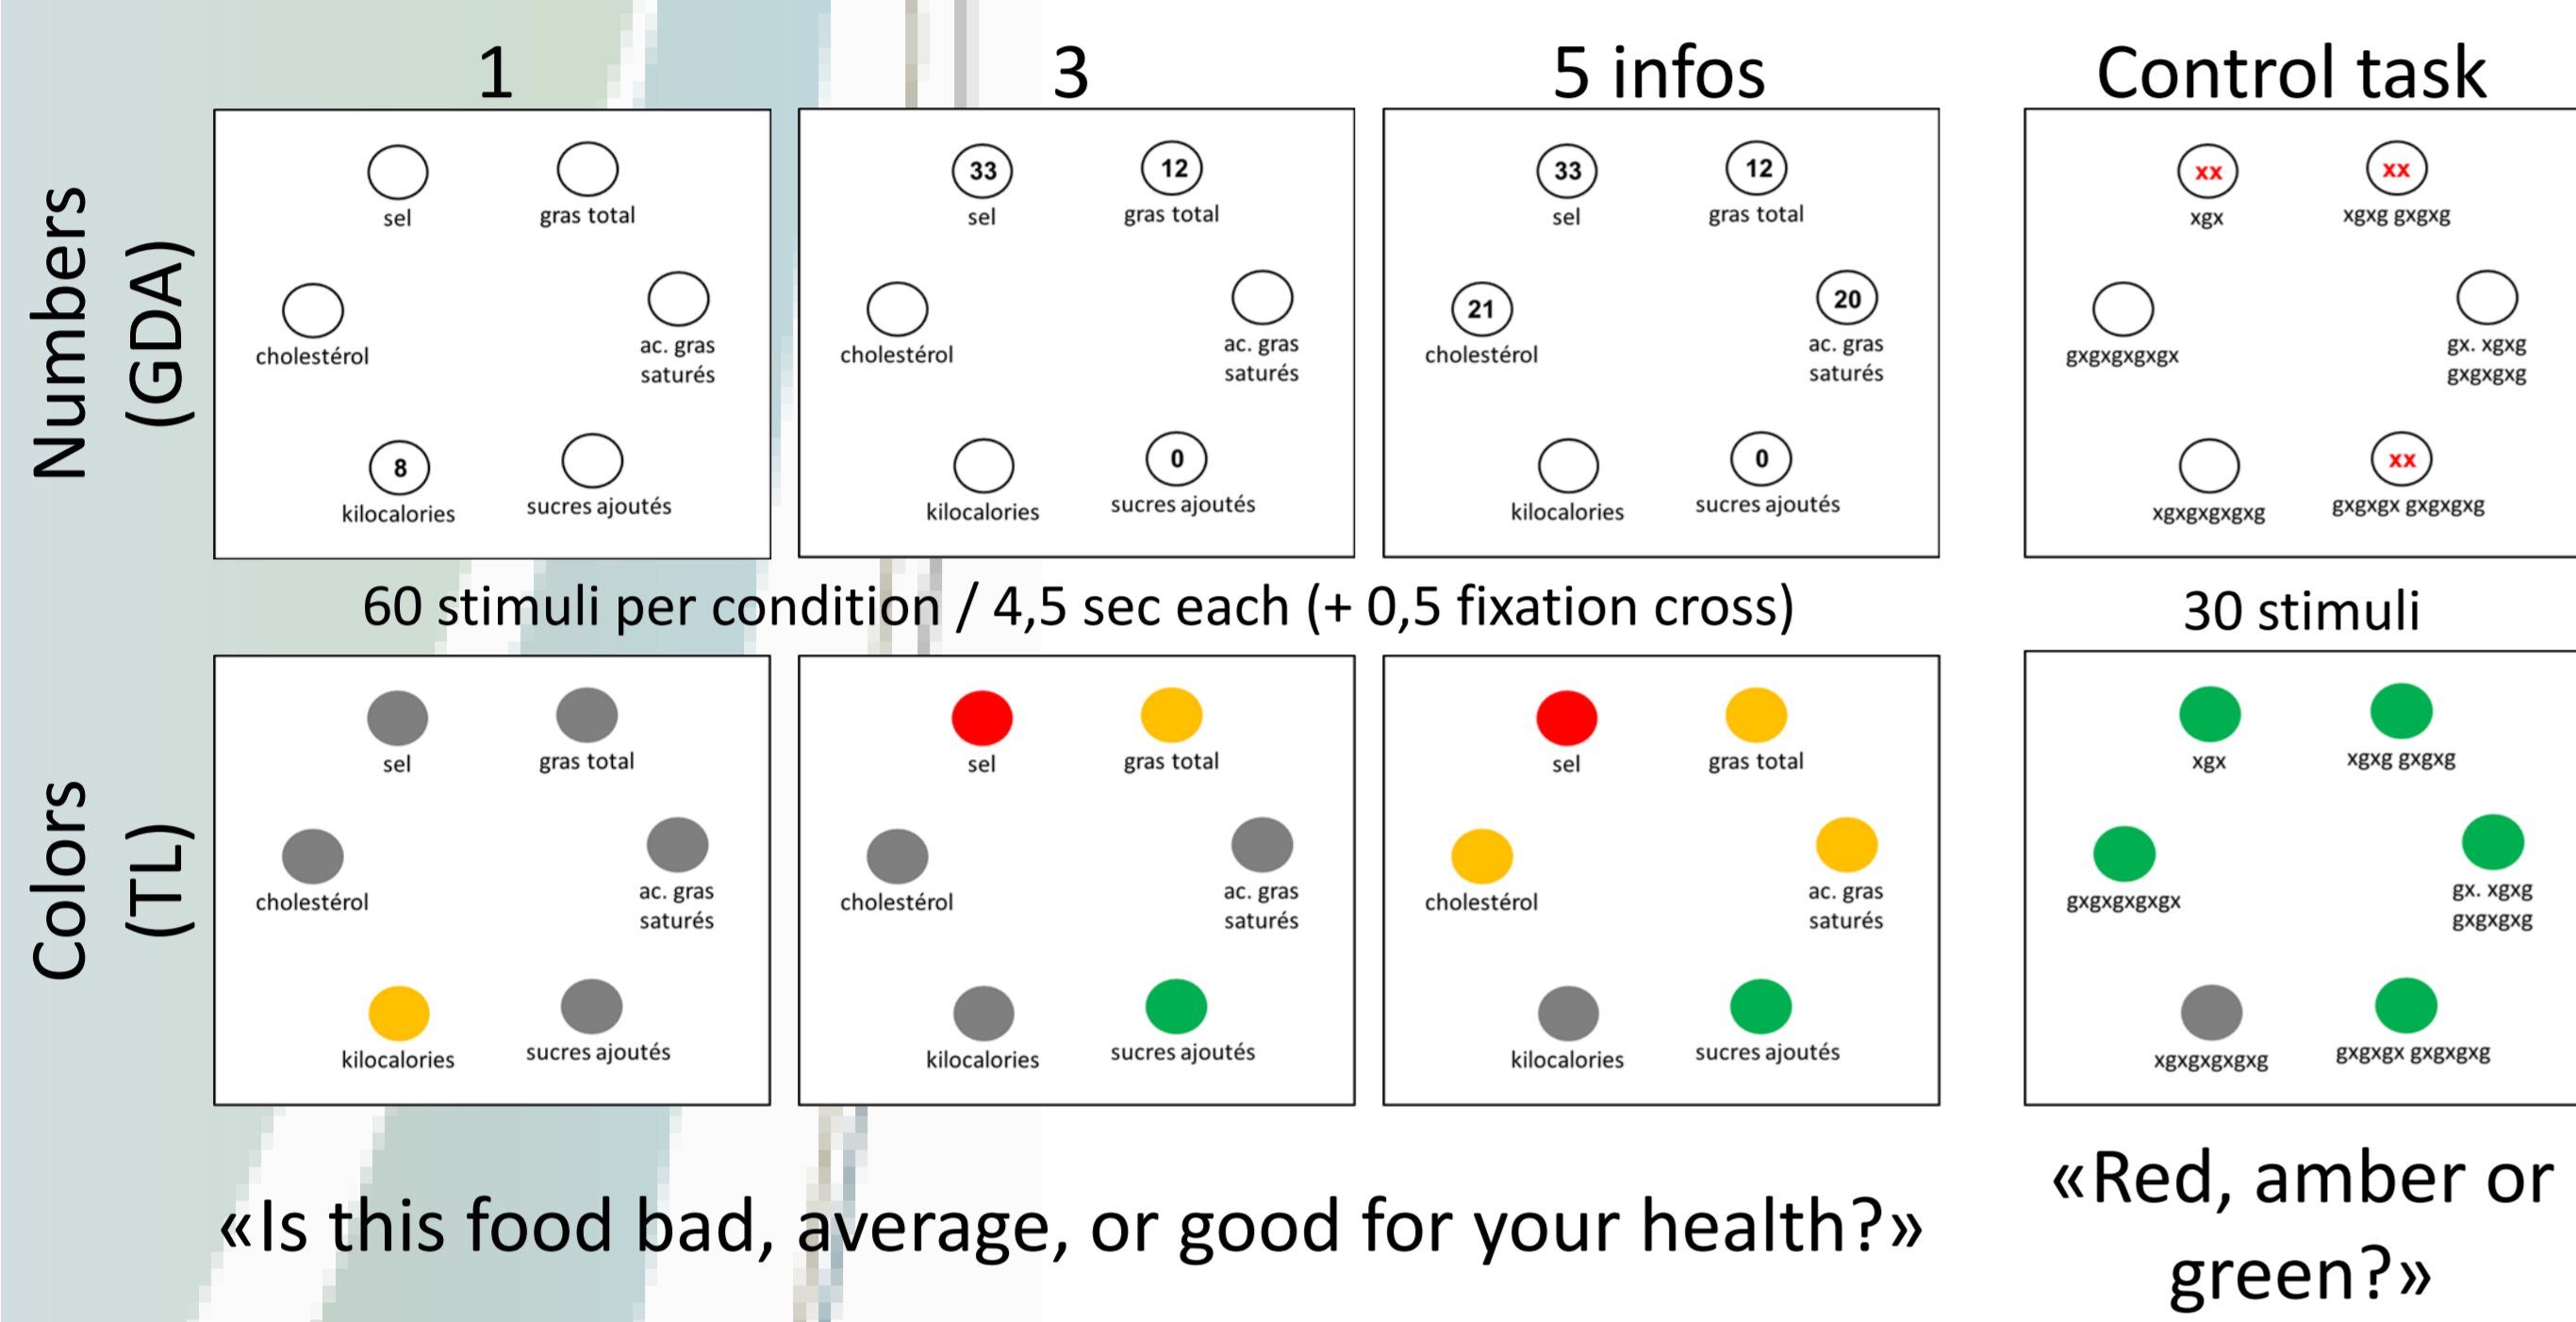 1
3
5 infos
Control task
Numbers
(GDA)
sel
gras total
cholestérol
ac. gras
saturés
8
kilocalories
sucres ajoutés
33
12
sel
gras total
cholestérol
ac. gras
saturés
0
kilocalories
sucres ajoutés
33
12
sel
gras total
21
20
cholestérol
ac. gras
saturés
0
kilocalories
sucres ajoutés
xx
xx
xgx
xgxg gxgxg
gxgxgxgxgx
gx. xgxg
gxgxgxg
xx
xgxgxgxgxg
gxgxgx gxgxgxg
60 stimuli per condition / 4,5 sec each (+ 0,5 fixation cross)
30 stimuli
Colors
(TL)
sel
gras total
cholestérol
ac. gras
saturés
kilocalories
sucres ajoutés
sel
gras total
cholestérol
ac. gras
saturés
kilocalories
sucres ajoutés
sel
gras total
cholestérol
ac. gras
saturés
kilocalories
sucres ajoutés
xgx
xgxg gxgxg
gxgxgxgxgx
gx. xgxg
gxgxgxg
xgxgxgxgxg
gxgxgx gxgxgxg
«Is this food bad, average, or good for your health?»
«Red, amber or
green?»